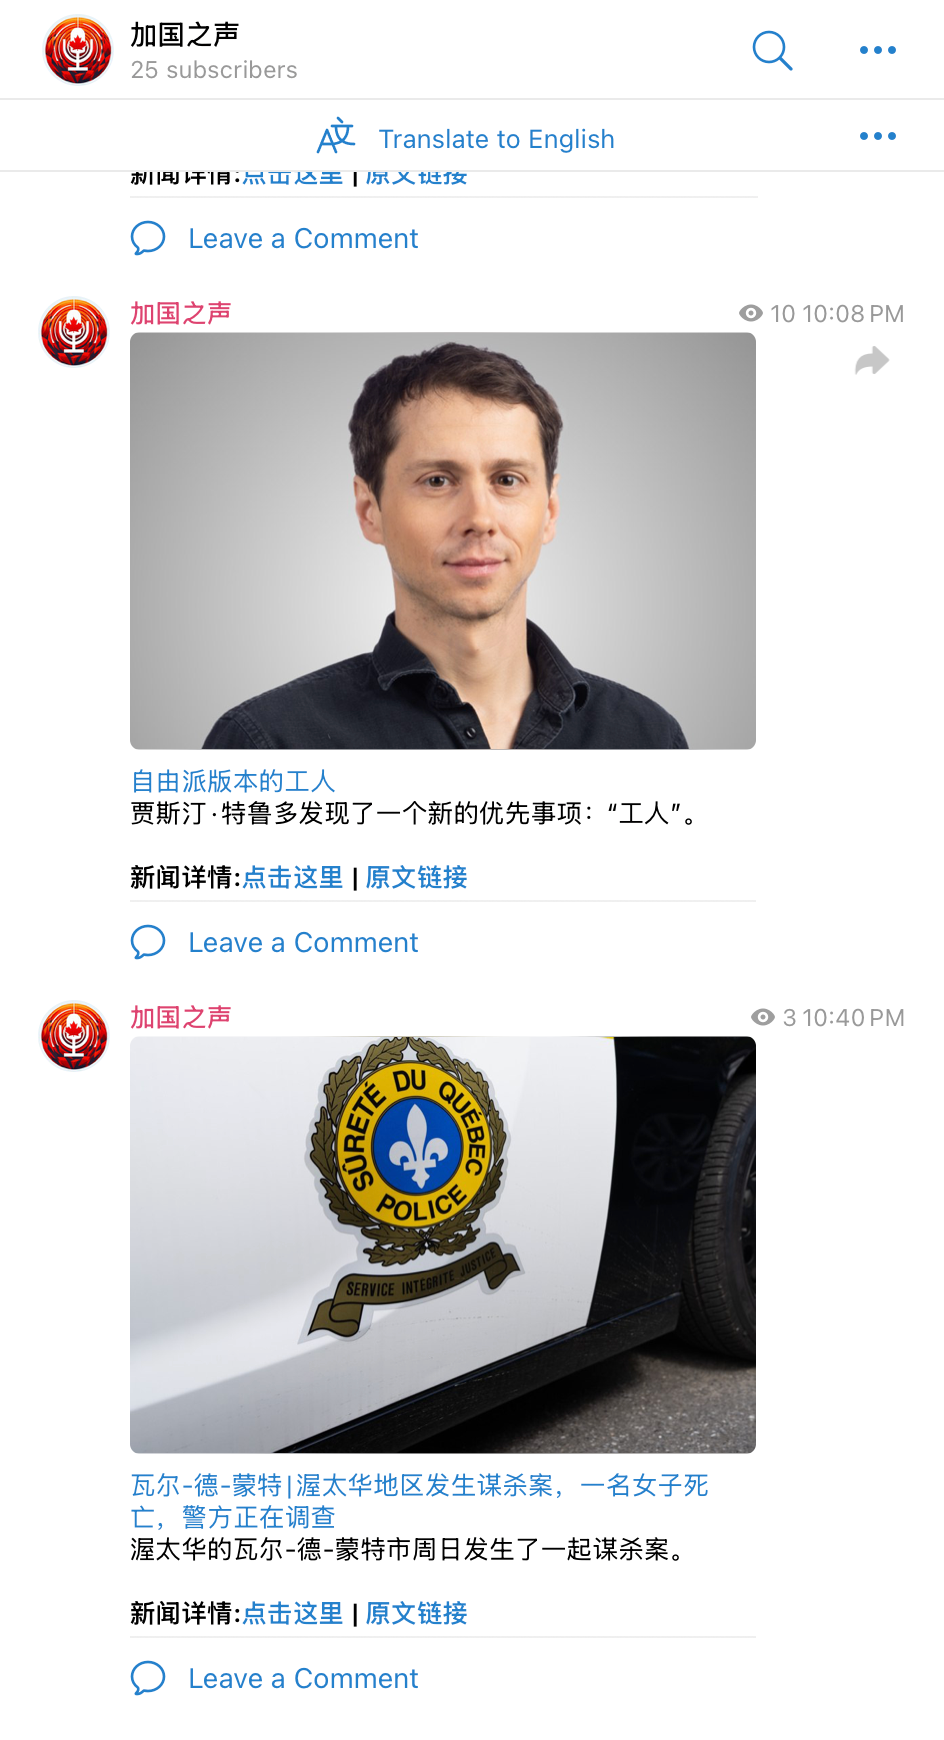 加国之声
25 subscribers
Translate to English
新闻详情:点击这里 | 原文链接
Leave a Comment
加国之声
10 10:08 PM
自由派版本的工人
贾斯汀·特鲁多发现了一个新的优先事项：“工人”。
新闻详情:点击这里 | 原文链接
Leave a Comment
加国之声
3 10:40 PM
SÛRETÉ DU QUÉBEC
POLICE
SERVICE INTÉGRITÉ JUSTICE
瓦尔-德-蒙特|渥太华地区发生谋杀案，一名女子死
亡，警方正在调查
渥太华的瓦尔-德-蒙特市周日发生了一起谋杀案。
新闻详情:点击这里 | 原文链接
Leave a Comment